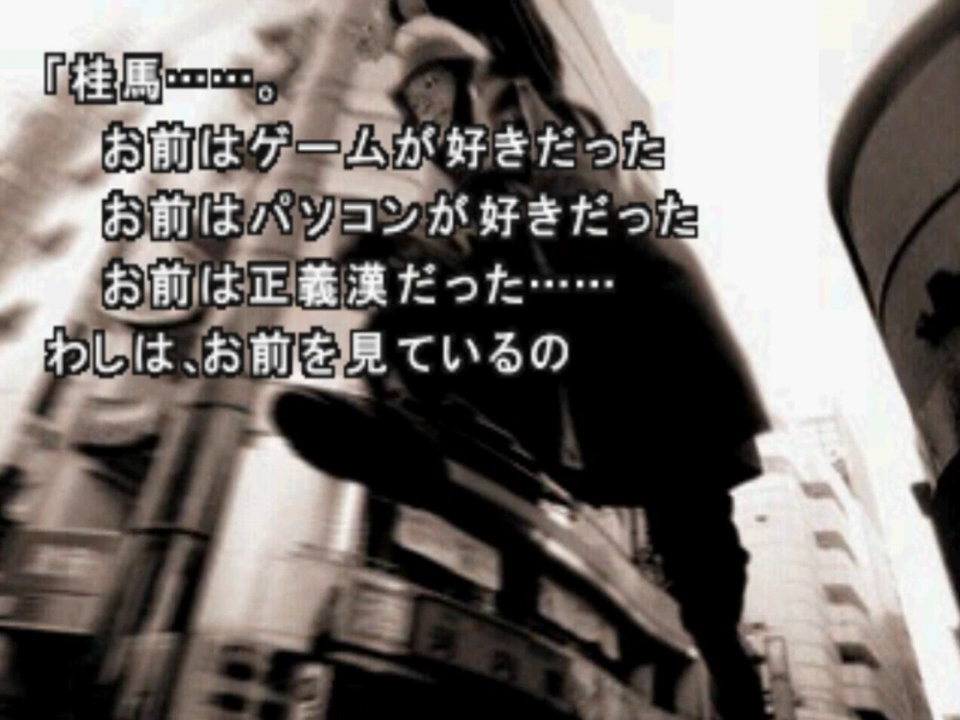 「桂馬……。
お前はゲームが好きだった
お前はパソコンが好きだった
お前は正義漢だった……
わしは、お前を見ているの